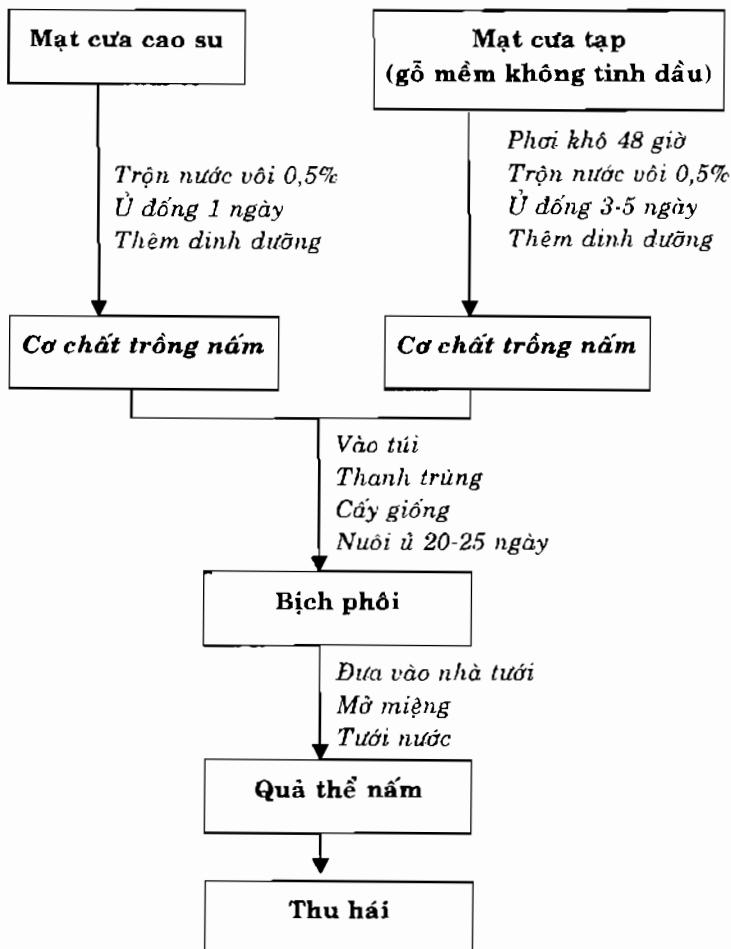 Mạt cưa cao su
Mạt cưa tạp
(gỗ mềm không tinh dầu)
Trộn nước vôi 0,5%
Ủ đống 1 ngày
Thêm dinh dưỡng
Phơi khô 48 giờ
Trộn nước vôi 0,5%
Ủ đống 3-5 ngày
Thêm dinh dưỡng
Cơ chất trồng nấm
Cơ chất trồng nấm
Vào túi
Thanh trùng
Cấy giống
Nuôi ủ 20-25 ngày
Bịch phôi
Đưa vào nhà tưới
Mở miệng
Tưới nước
Quả thể nấm
Thu hái